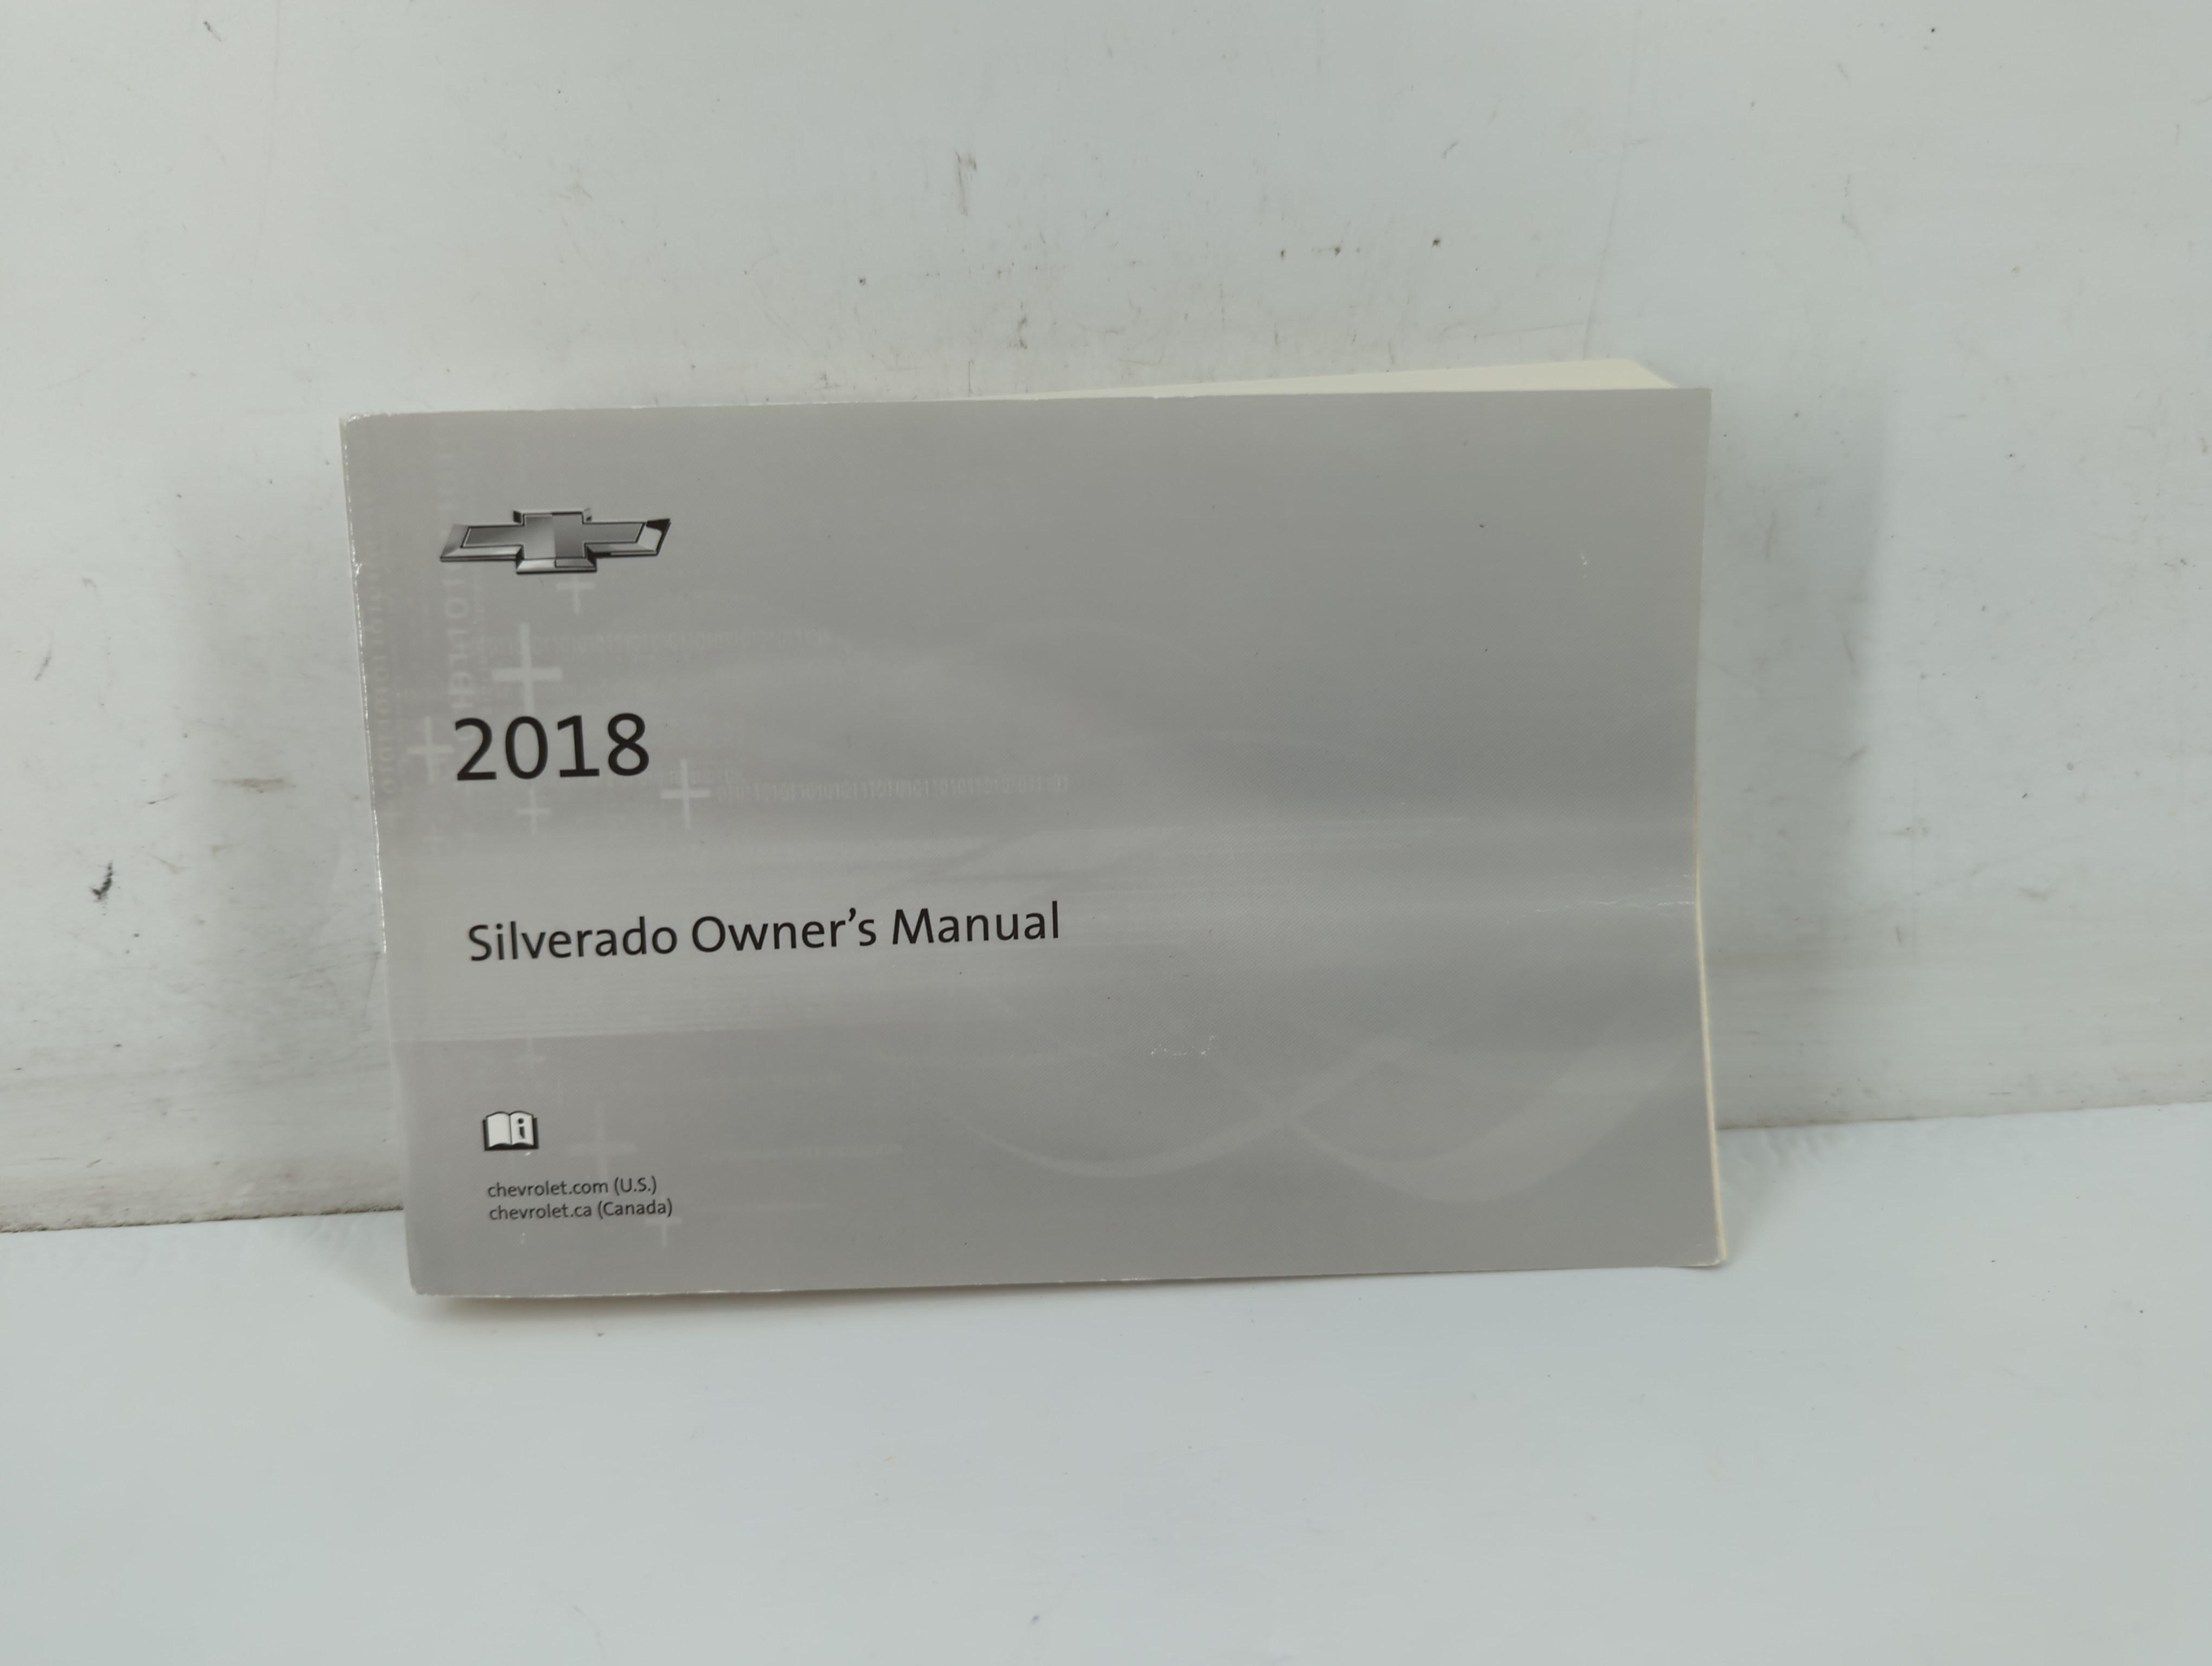 2018
Silverado Owner's Manual
chevrolet.com (U.S.)
chevrolet.ca (Canada)